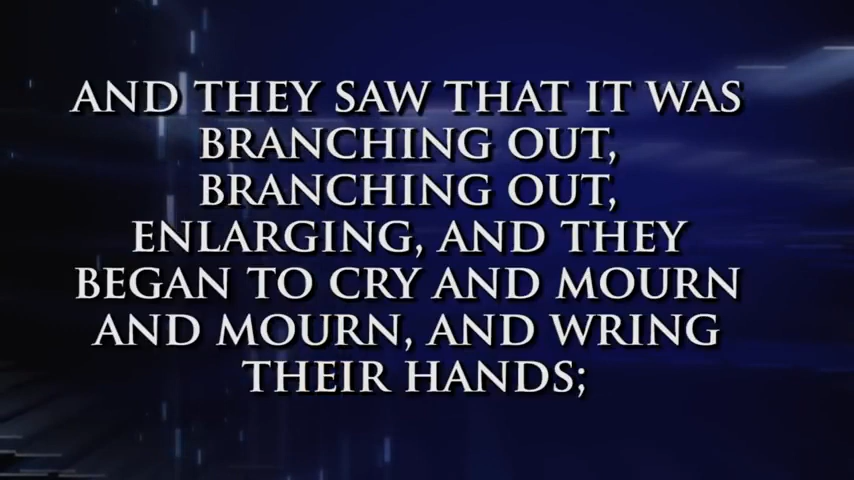 AND THEY SAW THAT IT WAS
BRANCHING OUT,
BRANCHING OUT,
ENLARGING, AND THEY
BEGAN TO CRY AND MOURN
AND MOURN, AND WRING
THEIR HANDS;